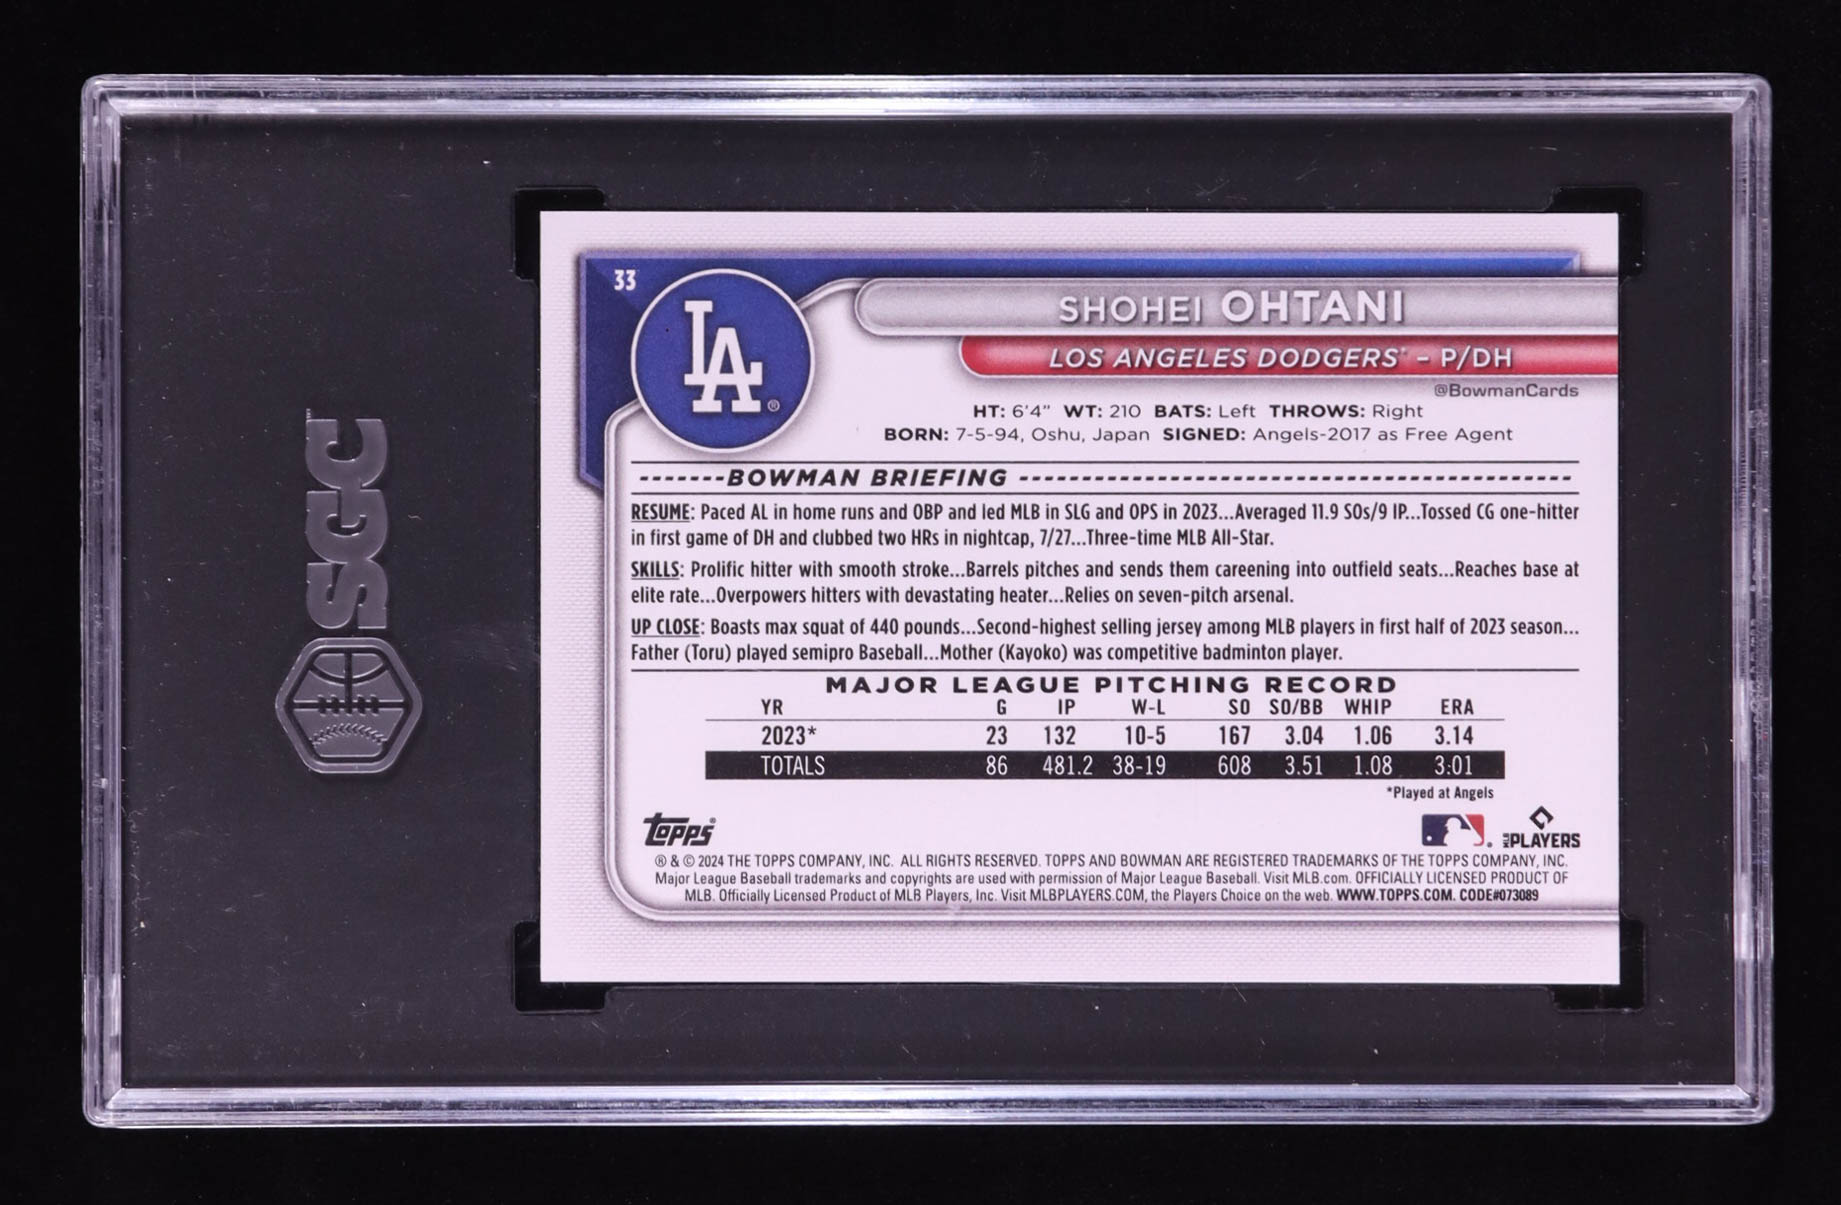 SGC
33
LA
SHOHEI OHTANI
LOS ANGELES DODGERS® – P/DH
@BowmanCards
HT: 6'4" WT: 210 BATS: Left THROWS: Right
BORN: 7-5-94, Oshu, Japan SIGNED: Angels-2017 as Free Agent
BOWMAN BRIEFING
RESUME: Paced AL in home runs and OBP and led MLB in SLG and OPS in 2023...Averaged 11.9 SOs/9 IP...Tossed CG one-hitter
in first game of DH and clubbed two HRs in nightcap, 7/27...Three-time MLB All-Star.
SKILLS: Prolific hitter with smooth stroke...Barrels pitches and sends them careening into outfield seats...Reaches base at
elite rate...Overpowers hitters with devastating heater...Relies on seven-pitch arsenal.
UP CLOSE: Boasts max squat of 440 pounds...Second-highest selling jersey among MLB players in first half of 2023 season...
Father (Toru) played semipro Baseball...Mother (Kayoko) was competitive badminton player.
MAJOR LEAGUE PITCHING RECORD
YR G IP W-L SO SO/BB WHIP ERA
2023* 23 132 10-5 167 3.04 1.06 3.14
TOTALS 86 481.2 38-19 608 3.51 1.08 3.01
*Played at Angels
Topps®
MLB PLAYERS
® & © 2024 THE TOPPS COMPANY, INC. ALL RIGHTS RESERVED. TOPPS AND BOWMAN ARE REGISTERED TRADEMARKS OF THE TOPPS COMPANY, INC.
Major League Baseball trademarks and copyrights are used with permission of Major League Baseball. Visit MLB.com. OFFICIALLY LICENSED PRODUCT OF
MLB. Officially Licensed Product of MLB Players, Inc. Visit MLBPLAYERS.COM, the Players Choice on the web. WWW.TOPPS.COM. CODE#073089